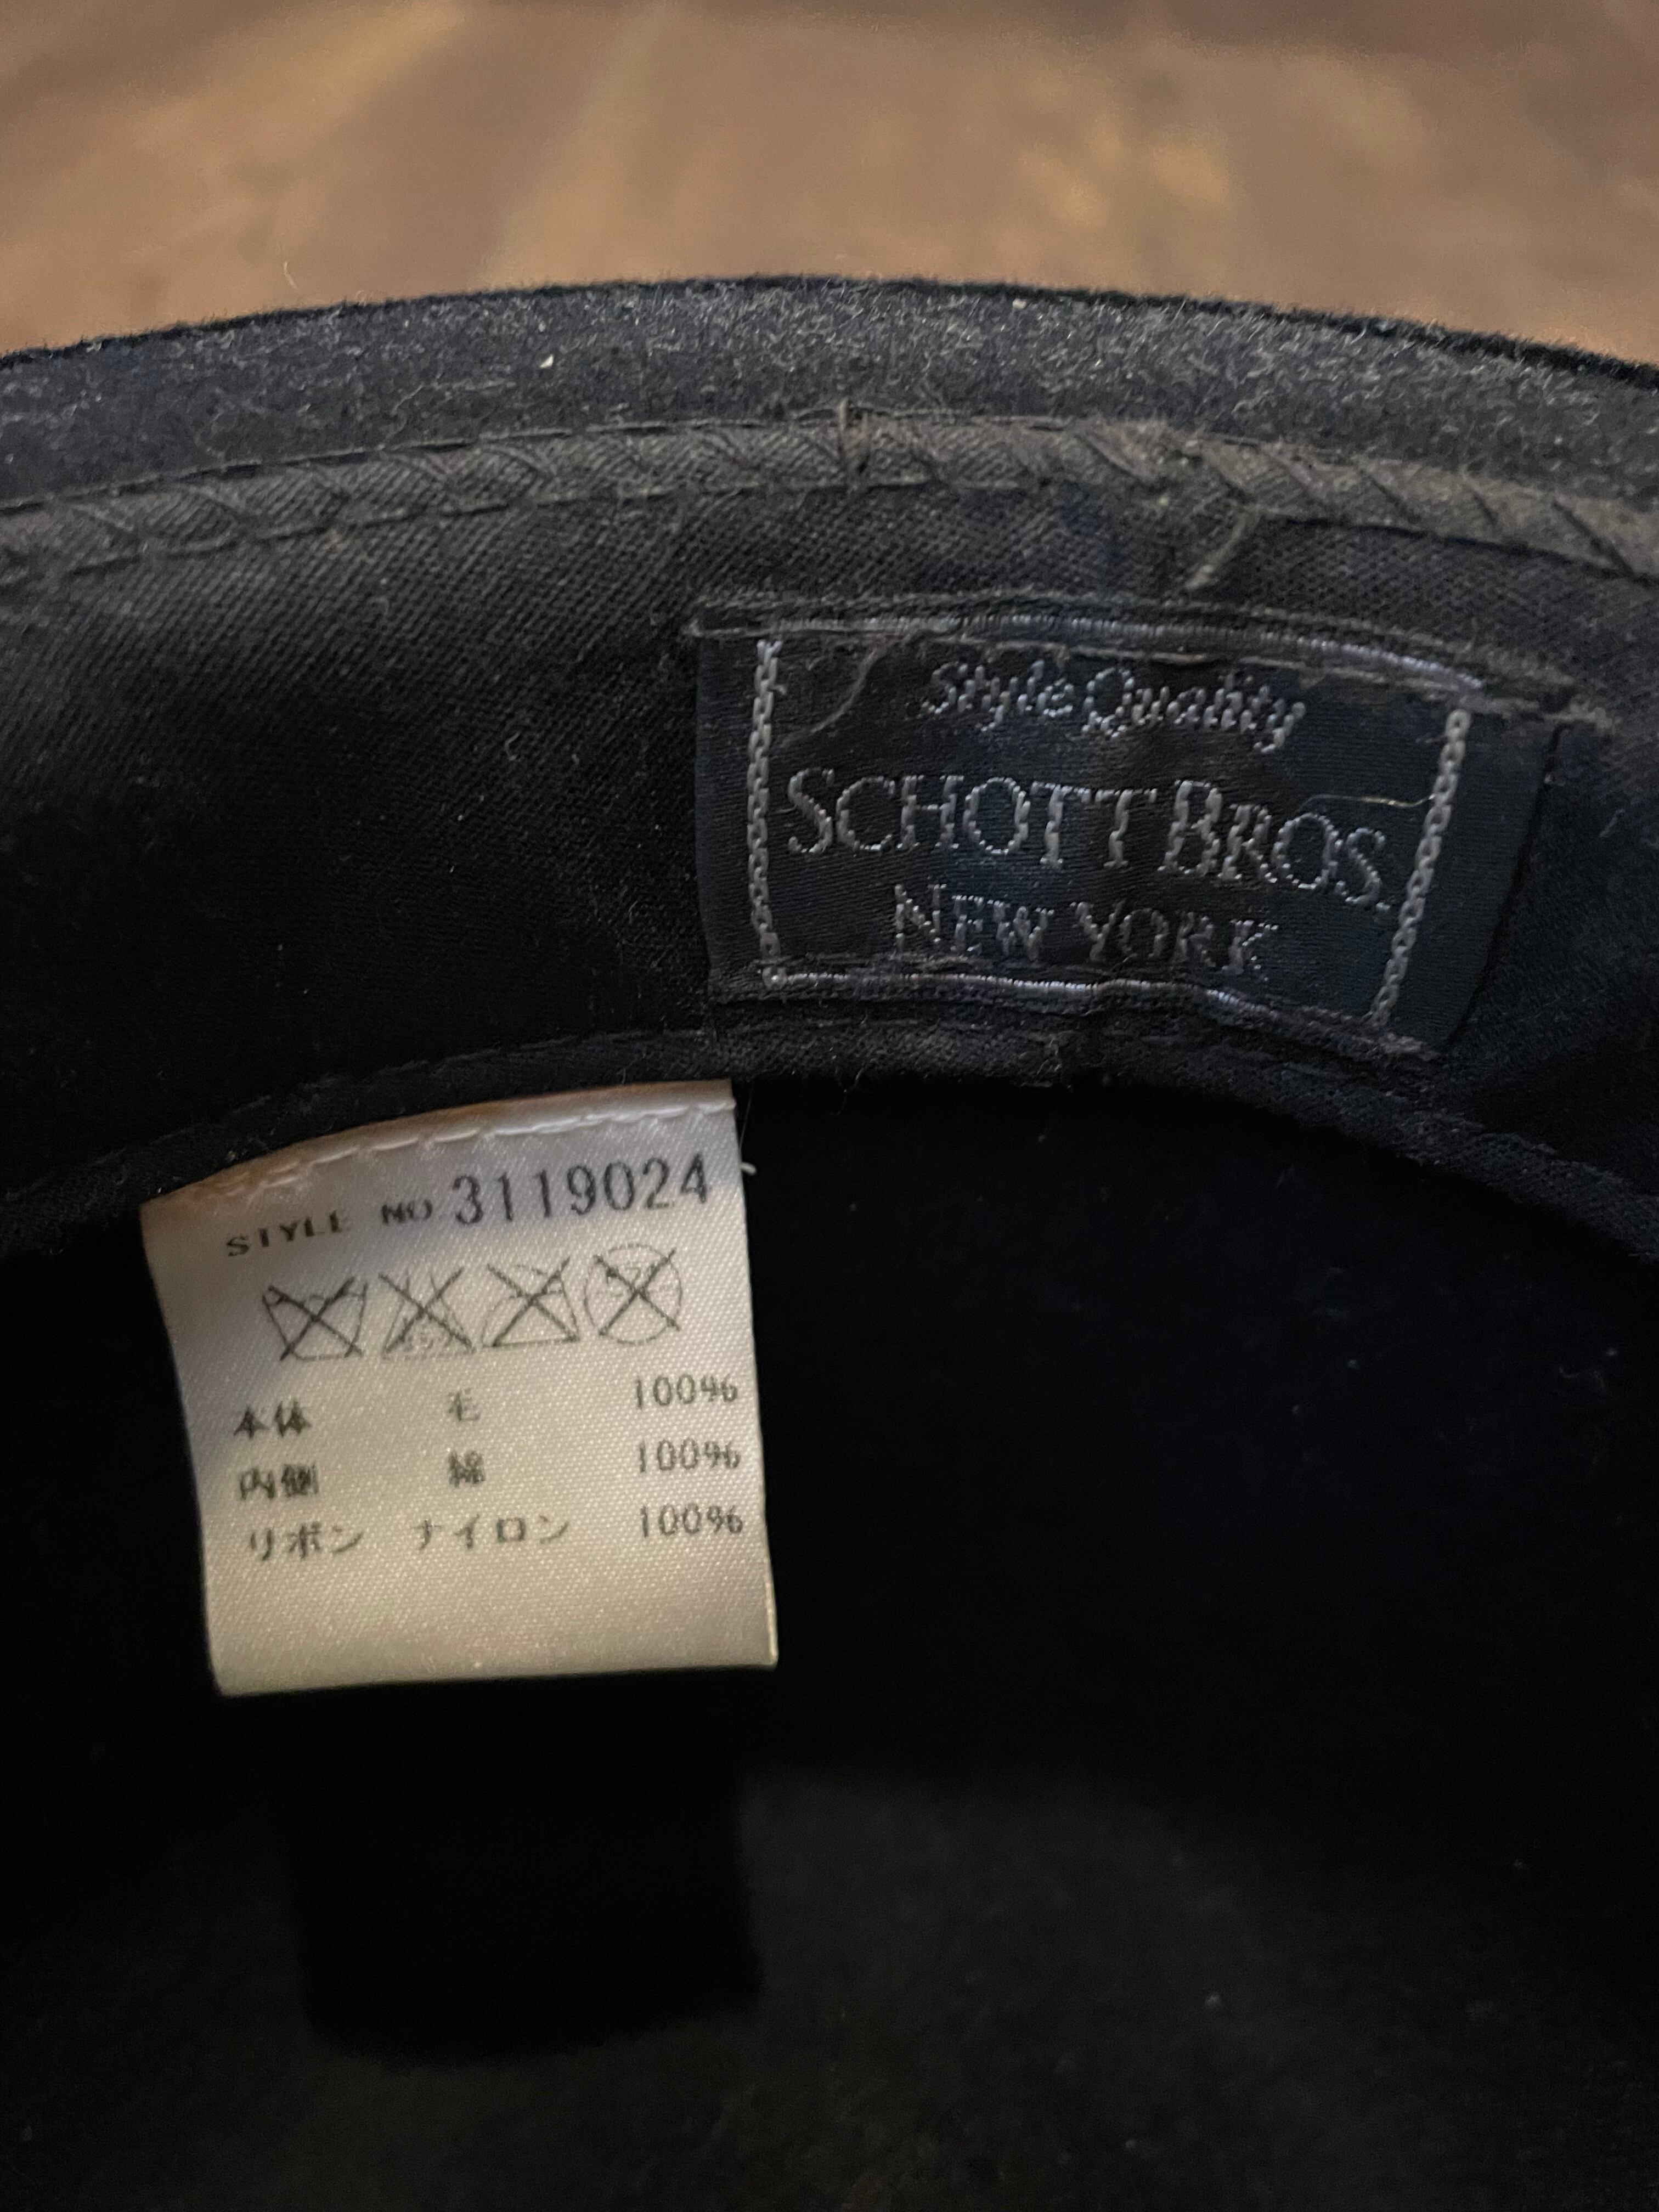 Style Quality
SCHOTT BROS.
NEW YORK
STYLE NO 3119024
本体 毛 100%
内側 綿 100%
リボン ナイロン 100%